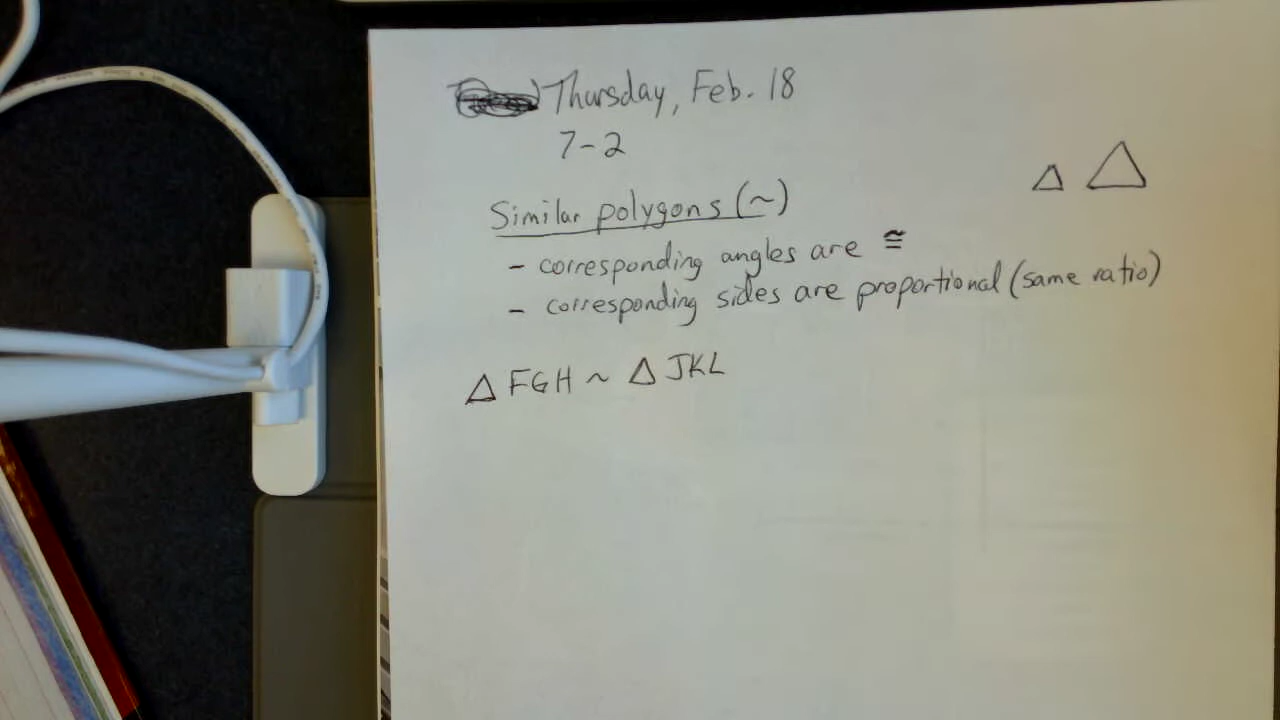 Thursday, Feb. 18
7-2
Similar polygons (~)
- corresponding angles are ≅
- corresponding sides are proportional (same ratio)
△ FGH ~ △ JKL